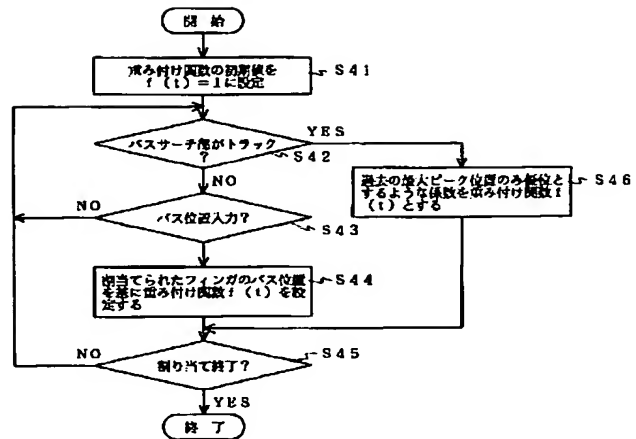 開 始
重み付け関数の初期値を
f (t) = 1に設定
S41
パスサーチ部がトラック
?
S42
YES
NO
過去の最大ピーク位置のみ優位と
するような係数を重み付け関数f
(t) とする
S46
パス位置入力?
S43
NO
YES
割当てられたフィンガのパス位置
を基に重み付け関数f (t) を設
定する
S44
割り当て終了?
S45
NO
YES
終 了